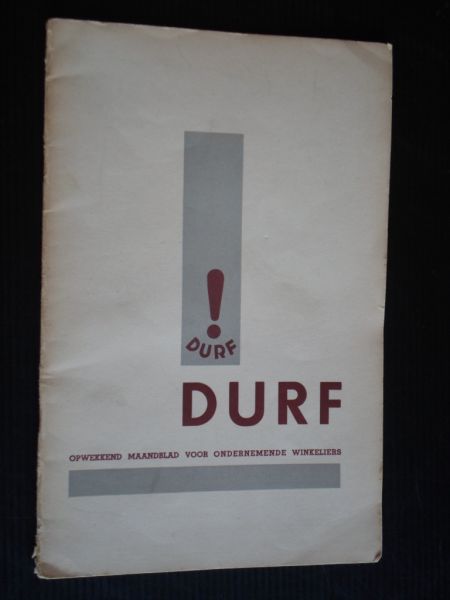 !
DURF
DURF
OPWEKKEND MAANDBLAD VOOR ONDERNEMENDE WINKELIERS